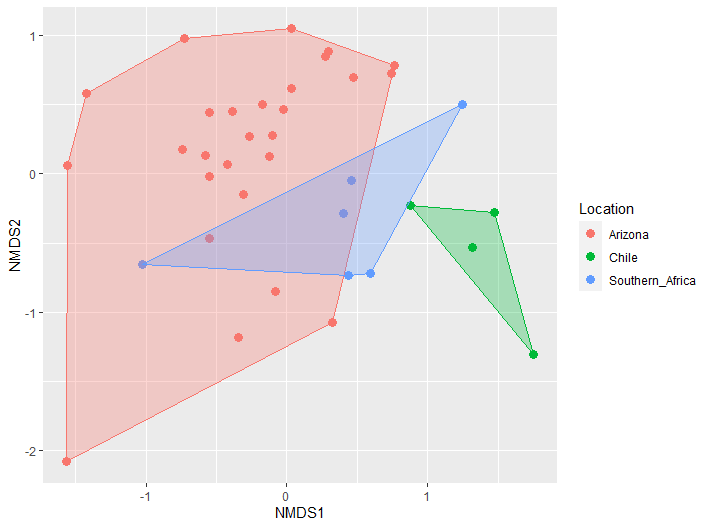 1
0
-1
-2
NMDS2
-1
0
1
NMDS1
Location
Arizona
Chile
Southern_Africa